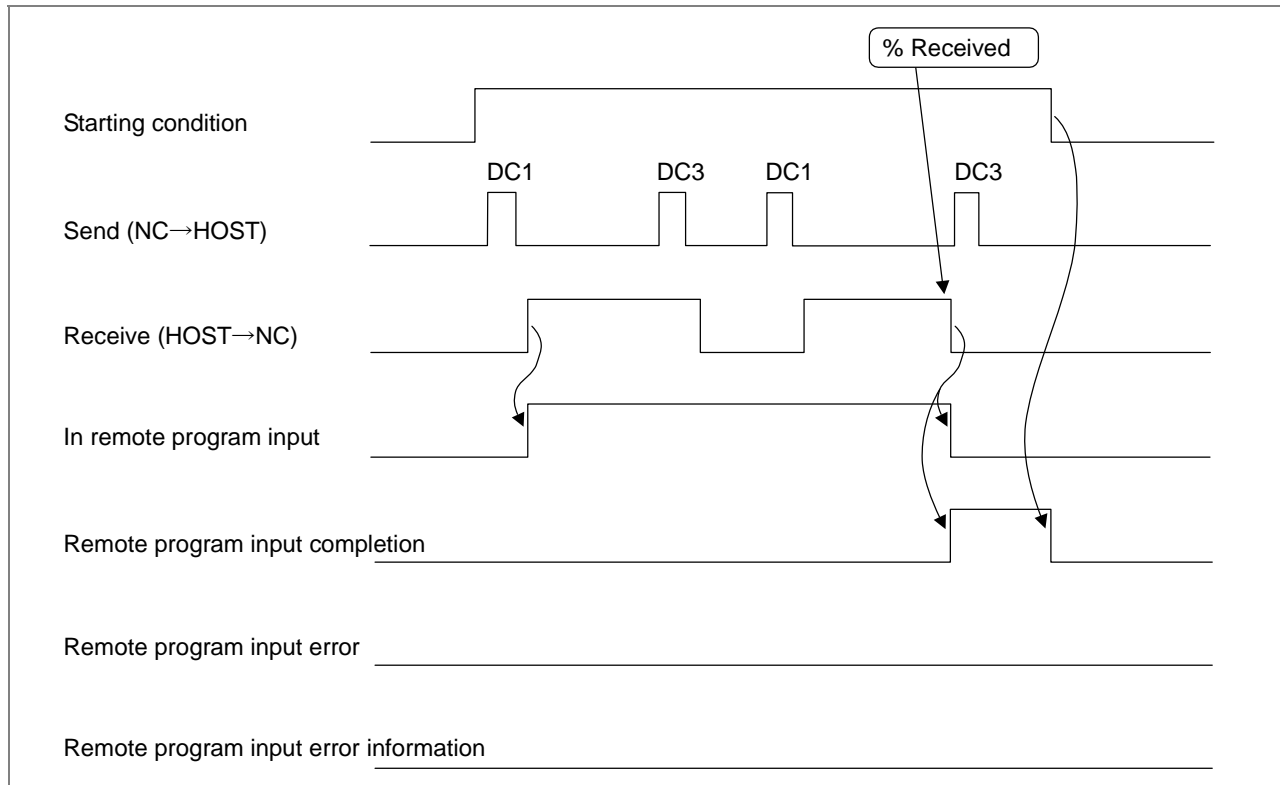 % Received
Starting condition
DC1 DC3 DC1 DC3
Send (NC→HOST)
Receive (HOST→NC)
In remote program input
Remote program input completion
Remote program input error
Remote program input error information